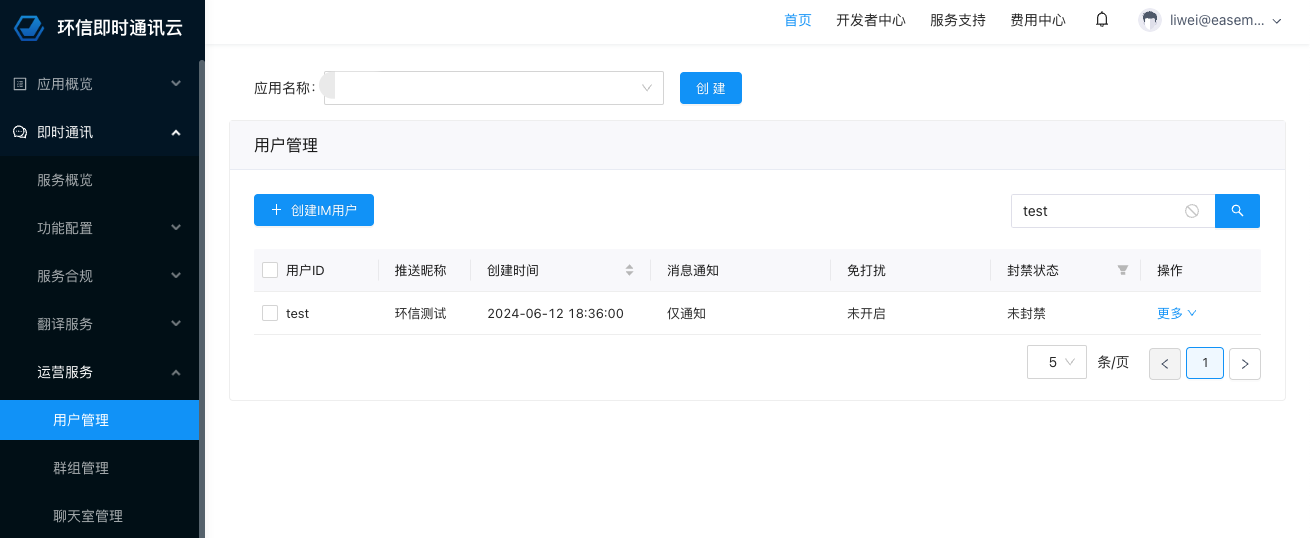 环信即时通讯云
首页 开发者中心 服务支持 费用中心 liwei@easem...
应用概览
即时通讯
服务概览
功能配置
服务合规
翻译服务
运营服务
用户管理
群组管理
聊天室管理
应用名称: 创 建
用户管理
+ 创建IM用户 test
用户ID 推送昵称 创建时间 消息通知 免打扰 封禁状态 操作
test 环信测试 2024-06-12 18:36:00 仅通知 未开启 未封禁 更多
5 条/页 < 1 >